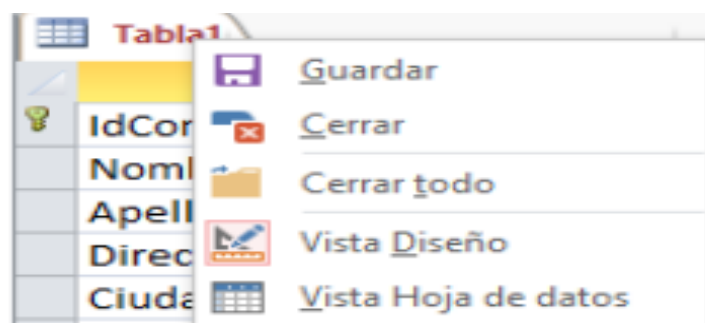 Tabla1
Guardar
IdCor
Cerrar
Noml
Cerrar todo
Apell
Direc
Vista Diseño
Ciuda
Vista Hoja de datos